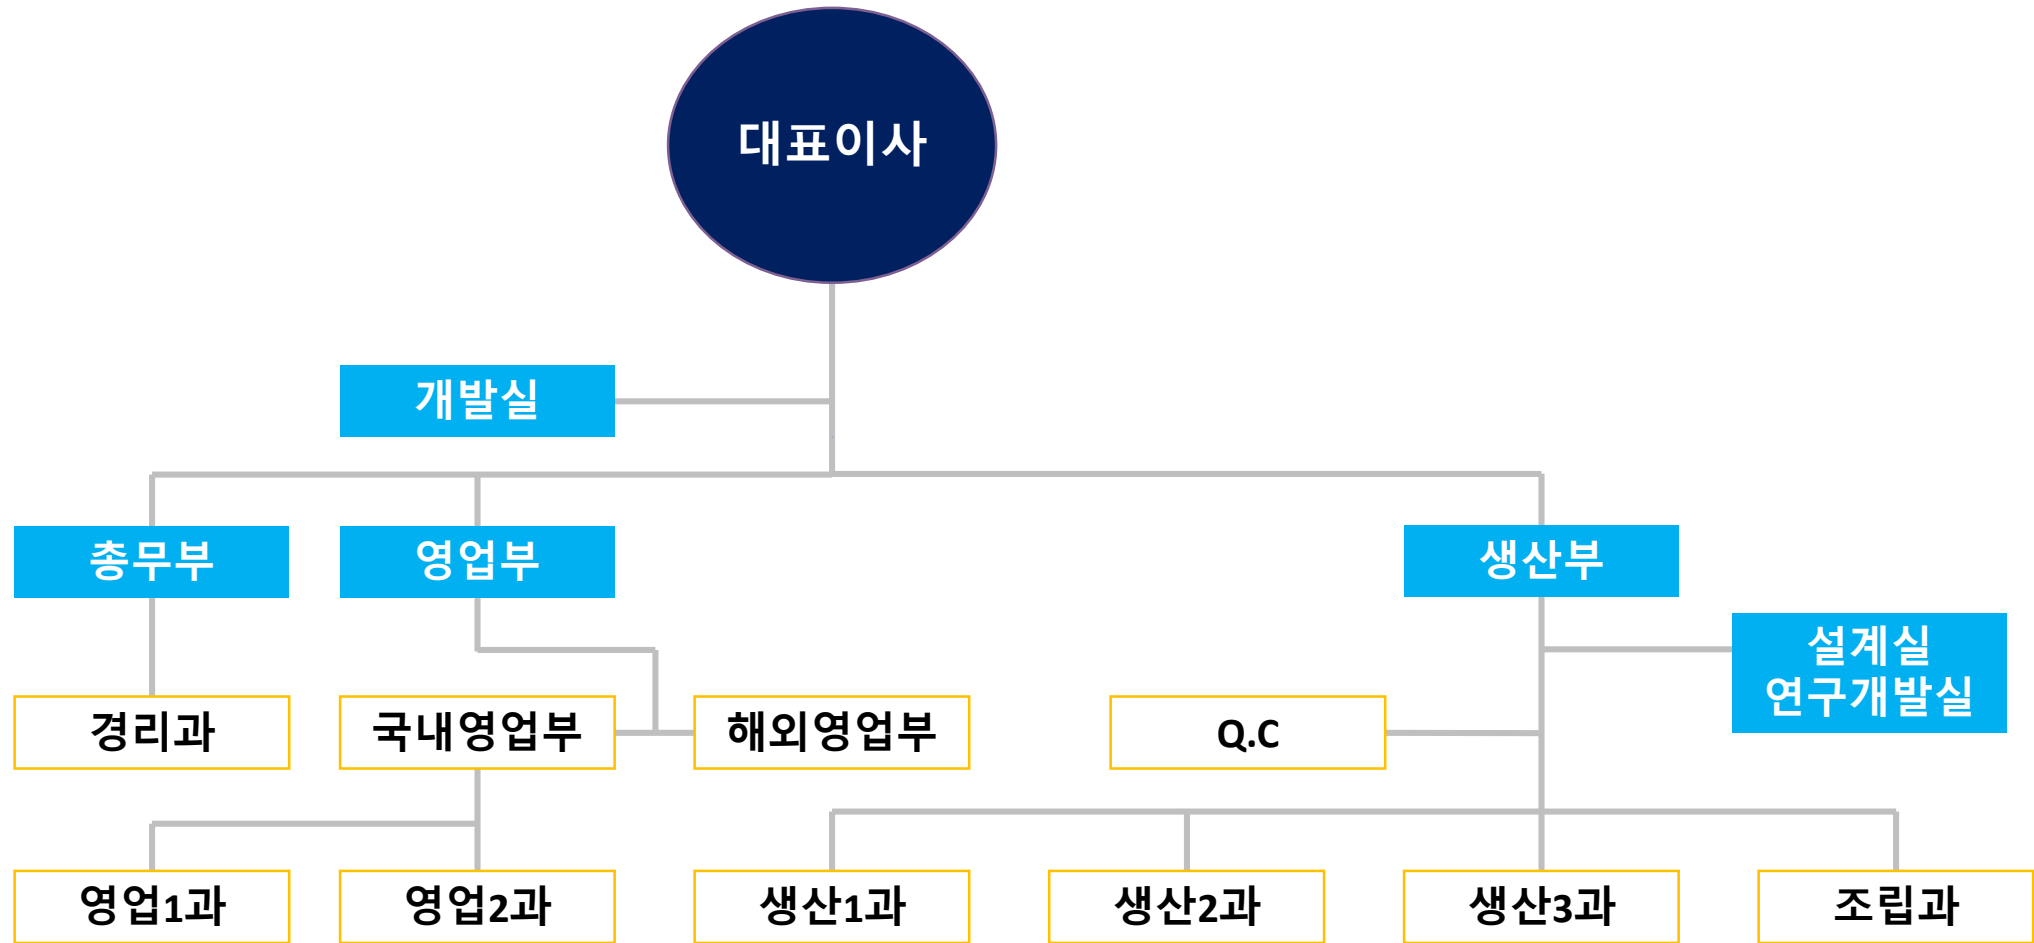 대표이사
개발실
총무부
영업부
생산부
설계실
연구개발실
경리과
국내영업부
해외영업부
Q.C
영업1과
영업2과
생산1과
생산2과
생산3과
조립과